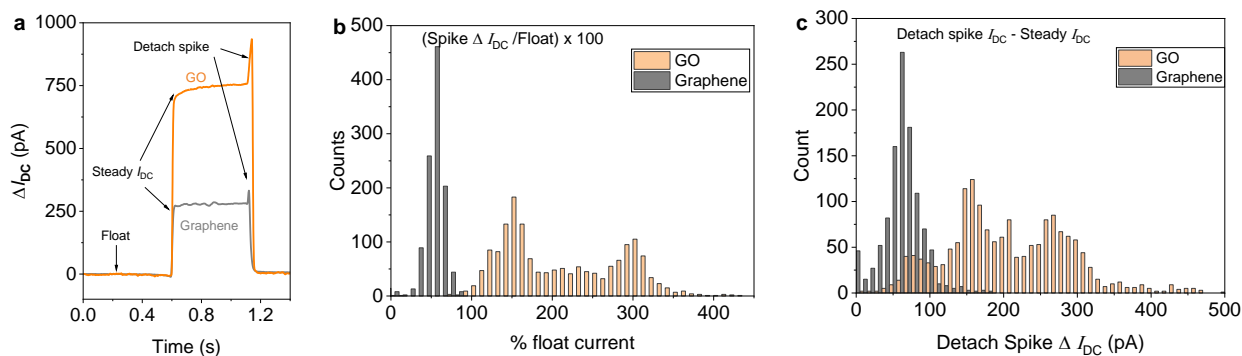 a
1000
750
500
250
0
ΔIDC (pA)
Detach spike
GO
Steady IDC
Graphene
Float
0.0 0.4 0.8 1.2
Time (s)
b
(Spike Δ IDC /Float) x 100
GO
Graphene
500
400
300
200
100
0
Counts
0 100 200 300 400
% float current
c
Detach spike IDC - Steady IDC
GO
Graphene
300
250
200
150
100
50
0
Count
0 100 200 300 400 500
Detach Spike Δ IDC (pA)